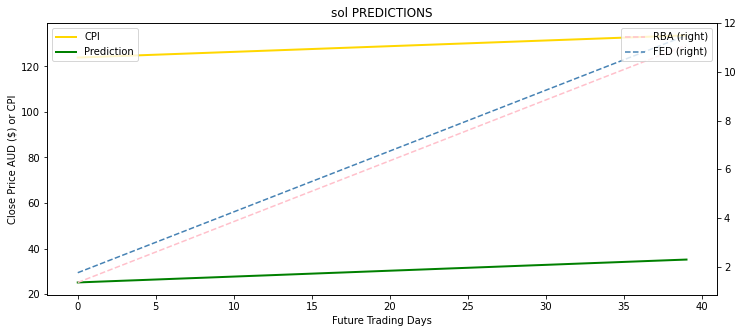 sol PREDICTIONS
CPI
Prediction
RBA (right)
FED (right)
Close Price AUD ($) or CPI
120
100
80
60
40
20
12
10
8
6
4
2
0 5 10 15 20 25 30 35 40
Future Trading Days